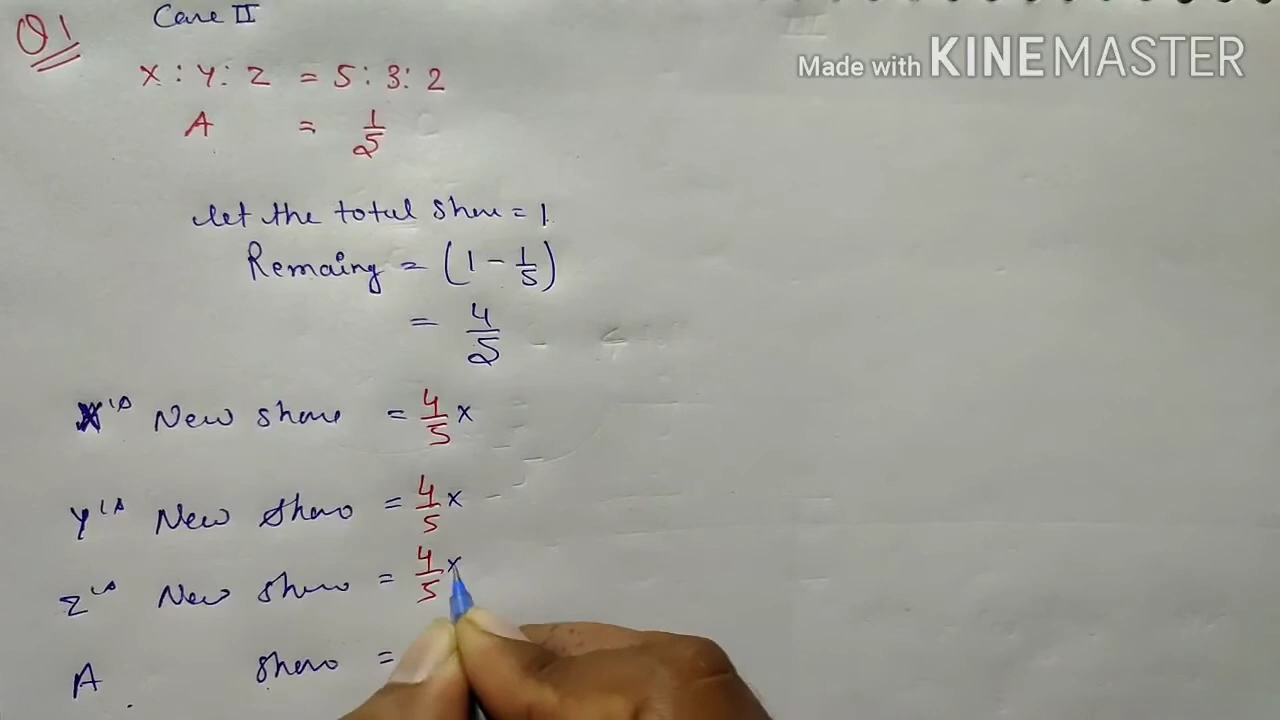 Q1
Case II
Made with KINEMASTER
X : Y : Z = 5 : 3 : 2
A = 1/5
let the total share = 1
Remaing = (1 - 1/5)
= 4/5
X's New share = 4/5 x
Y's New share = 4/5 x
Z's New share = 4/5 x
A share =